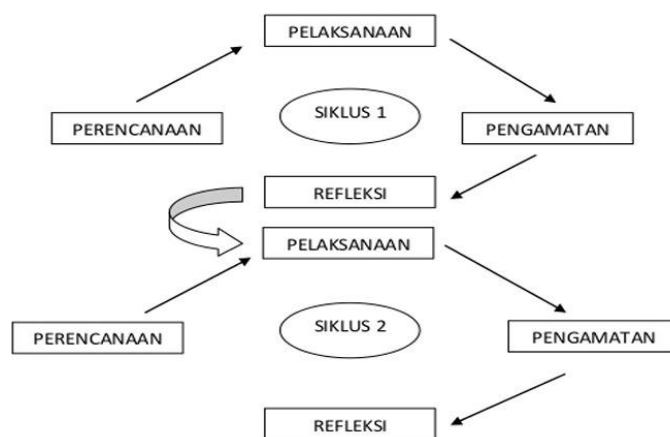 PELAKSANAAN
SIKLUS 1
PERENCANAAN
PENGAMATAN
REFLEKSI
PELAKSANAAN
SIKLUS 2
PERENCANAAN
PENGAMATAN
REFLEKSI